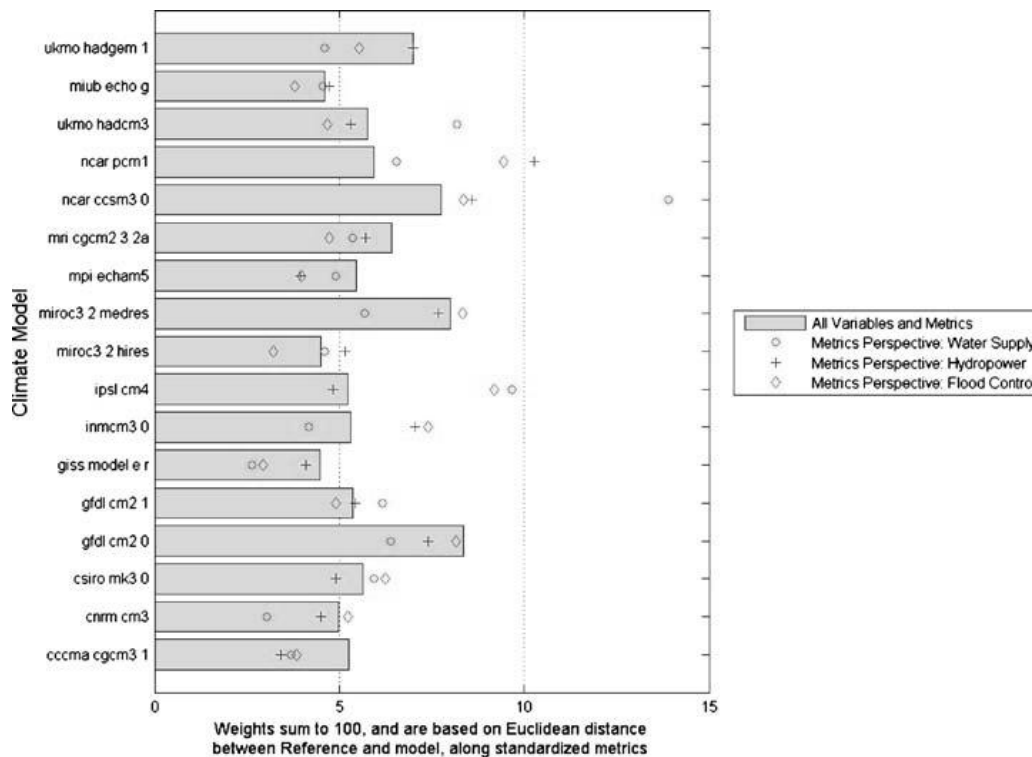 ukmo hadgem 1
miub echo g
ukmo hadcm3
ncar pcm1
ncar ccsm3 0
mri cgcm2 3 2a
mpi echam5
miroc3 2 medres
miroc3 2 hires
ipsl cm4
inmcm3 0
giss model e r
gfdl cm2 1
gfdl cm2 0
csiro mk3 0
cnrm cm3
cccma cgcm3 1
Climate Model
0 5 10 15
Weights sum to 100, and are based on Euclidean distance
between Reference and model, along standardized metrics
All Variables and Metrics
Metrics Perspective: Water Supply
Metrics Perspective: Hydropower
Metrics Perspective: Flood Contro